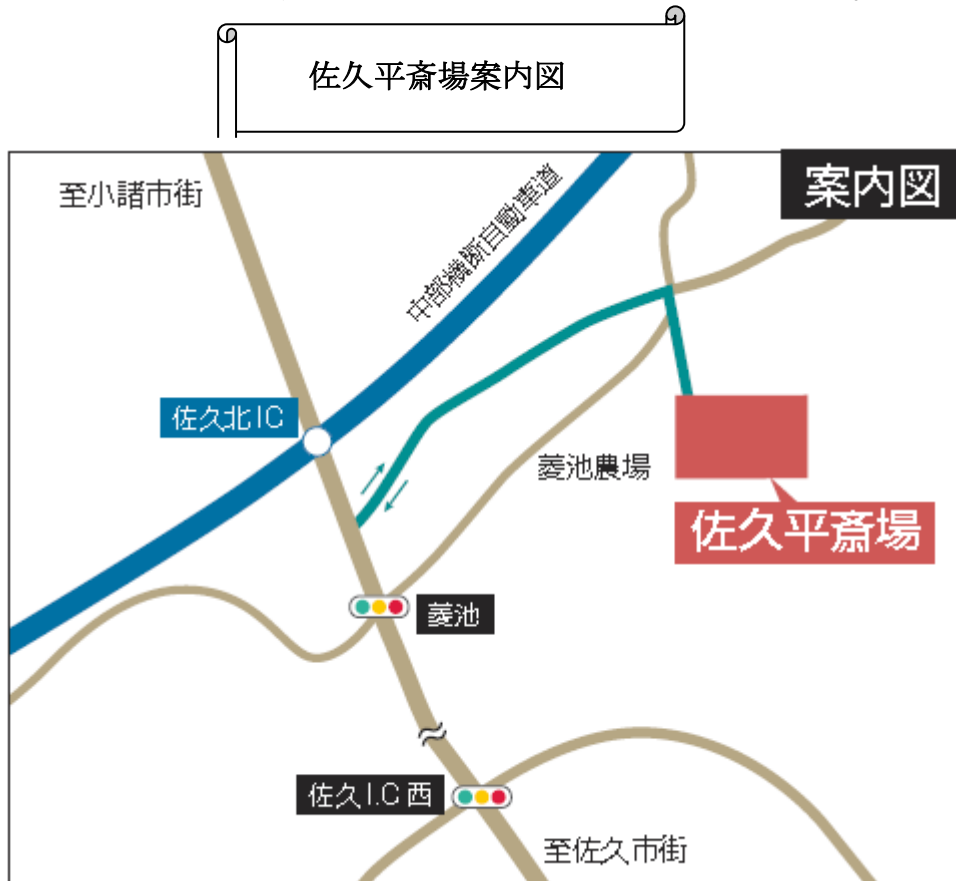 佐久平斎場案内図
案内図
至小諸市街
中部横断自動車道
佐久北IC
菱池農場
佐久平斎場
菱池
佐久I.C西
至佐久市街